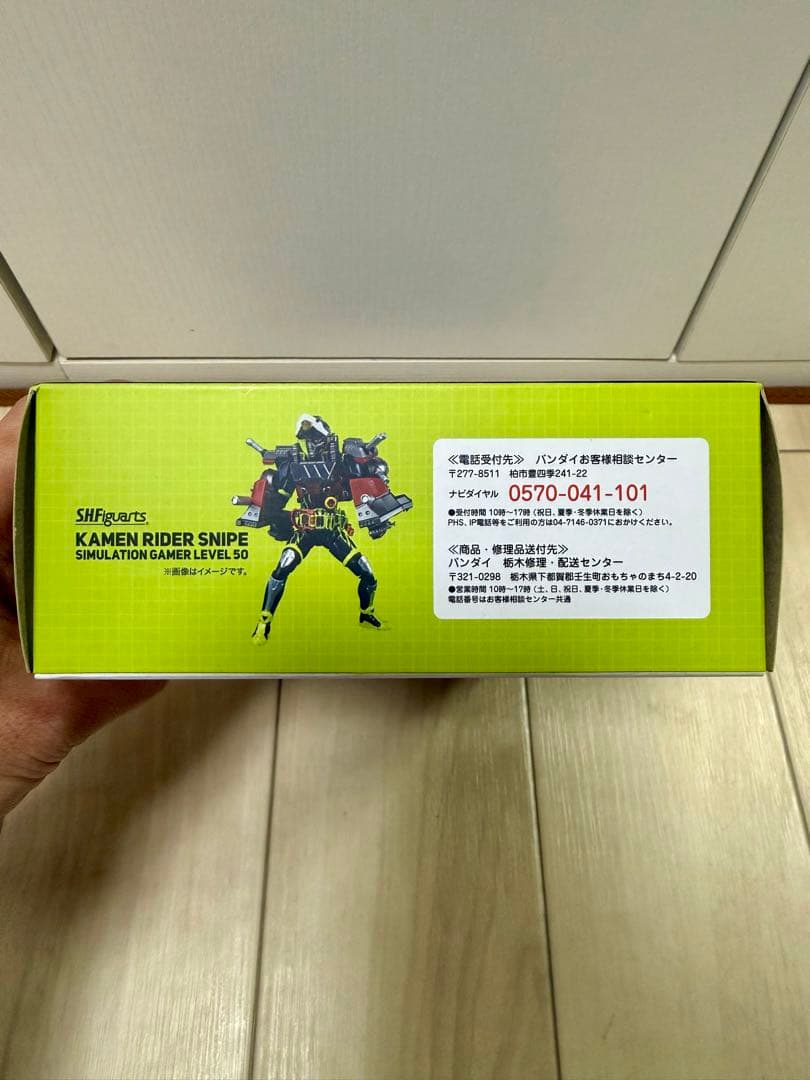 S.H.Figuarts
KAMEN RIDER SNIPE
SIMULATION GAMER LEVEL 50
※画像はイメージです。
≪電話受付先≫ バンダイお客様相談センター
〒277-8511 柏市豊四季241-22
ナビダイヤル 0570-041-101
●受付時間 10時～17時 (祝日、夏季・冬季休業日を除く)
PHS、IP電話等をご利用の方は04-7146-0371におかけください。
≪商品・修理品送付先≫
バンダイ 栃木修理・配送センター
〒321-0298 栃木県下都賀郡壬生町おもちゃのまち4-2-20
●営業時間 10時～17時 (土、日、祝日、夏季・冬季休業日を除く)
電話番号はお客様相談センター共通